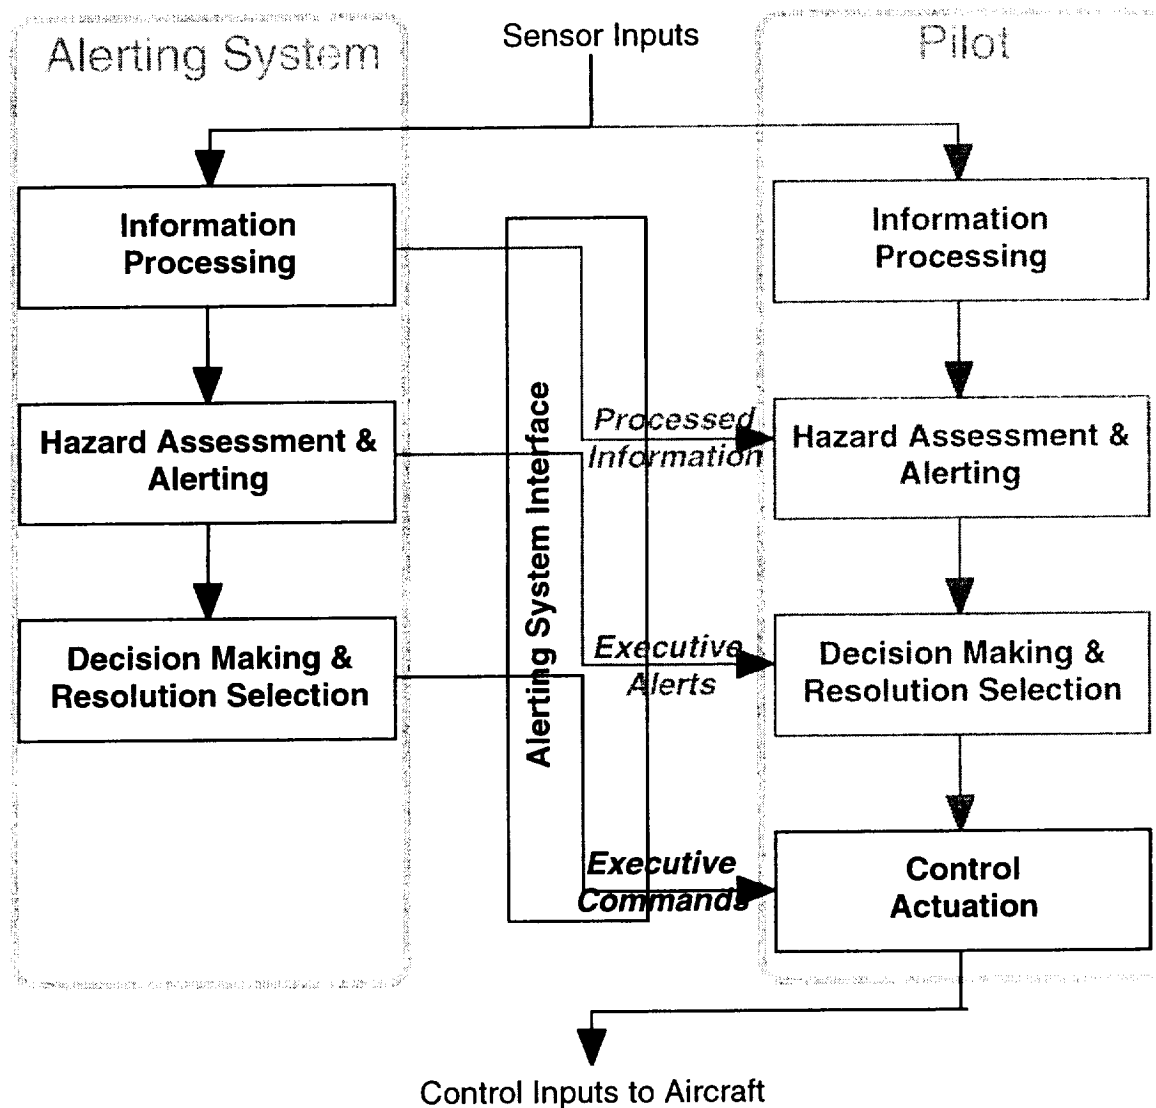 Alerting System
Sensor Inputs
Pilot
Information
Processing
Information
Processing
Hazard Assessment &
Alerting
Processed
Information
Hazard Assessment &
Alerting
Alerting System Interface
Decision Making &
Resolution Selection
Executive
Alerts
Decision Making &
Resolution Selection
Executive
Commands
Control
Actuation
Control Inputs to Aircraft